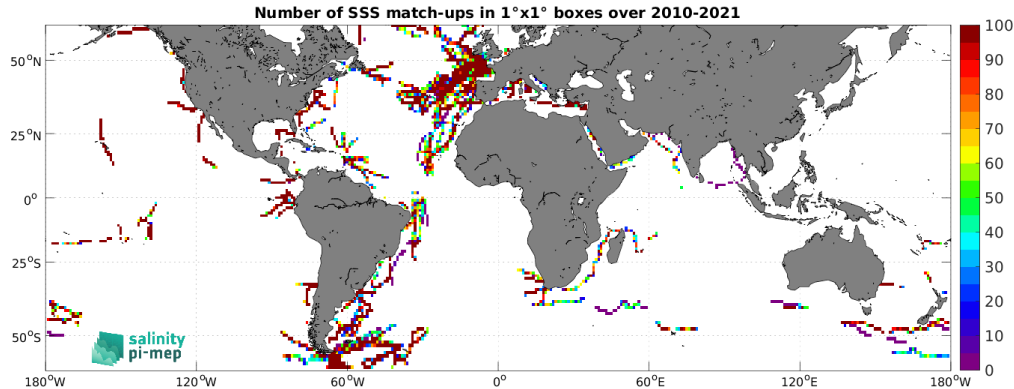 Number of SSS match-ups in 1°x1° boxes over 2010-2021
50°N
25°N
0°
25°S
50°S
180°W
120°W
60°W
0°
60°E
120°E
180°W
100
90
80
70
60
50
40
30
20
10
0
salinity
pi-mep